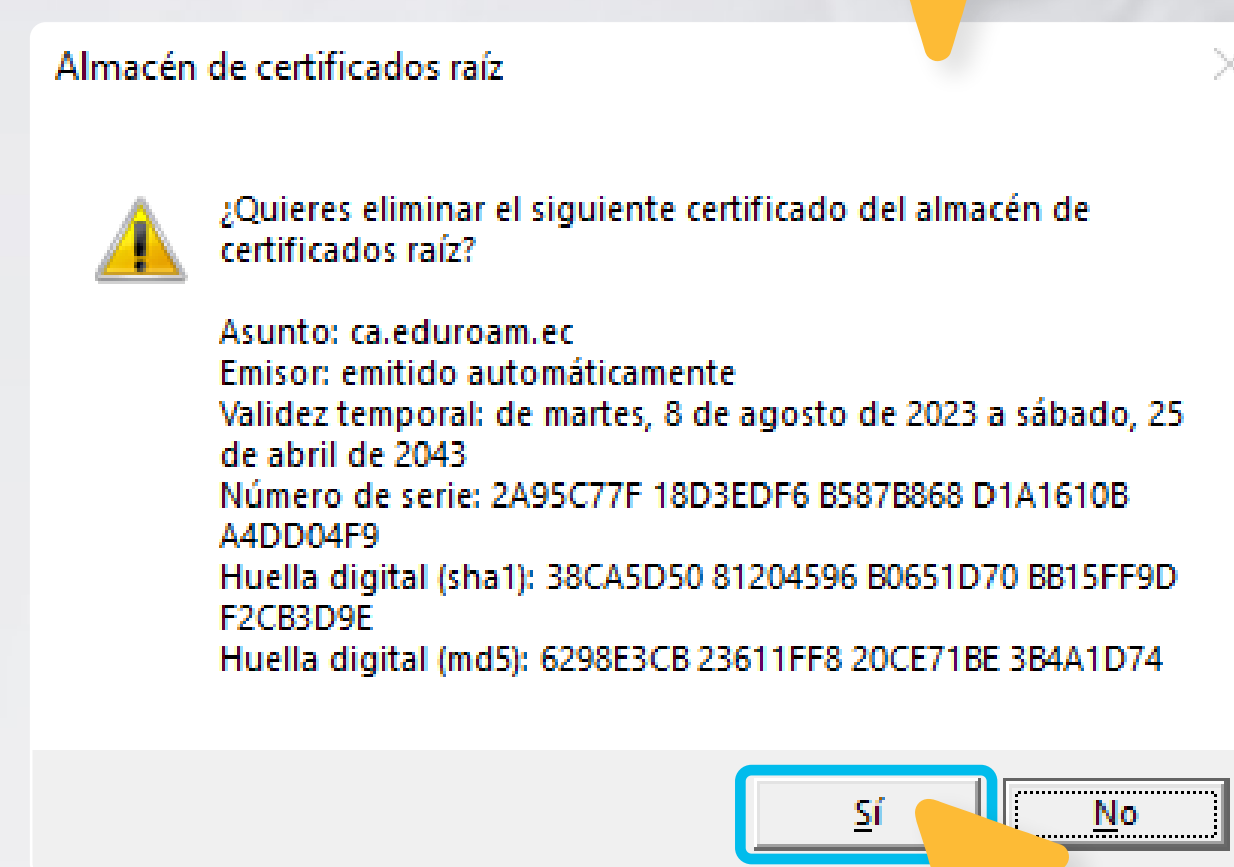 Almacén de certificados raíz
¿Quieres eliminar el siguiente certificado del almacén de
certificados raíz?
Asunto: ca.eduroam.ec
Emisor: emitido automáticamente
Validez temporal: de martes, 8 de agosto de 2023 a sábado, 25
de abril de 2043
Número de serie: 2A95C77F 18D3EDF6 B587B868 D1A1610B
A4DD04F9
Huella digital (sha1): 38CA5D50 81204596 B0651D70 BB15FF9D
F2CB3D9E
Huella digital (md5): 6298E3CB 23611FF8 20CE71BE 3B4A1D74
Sí No